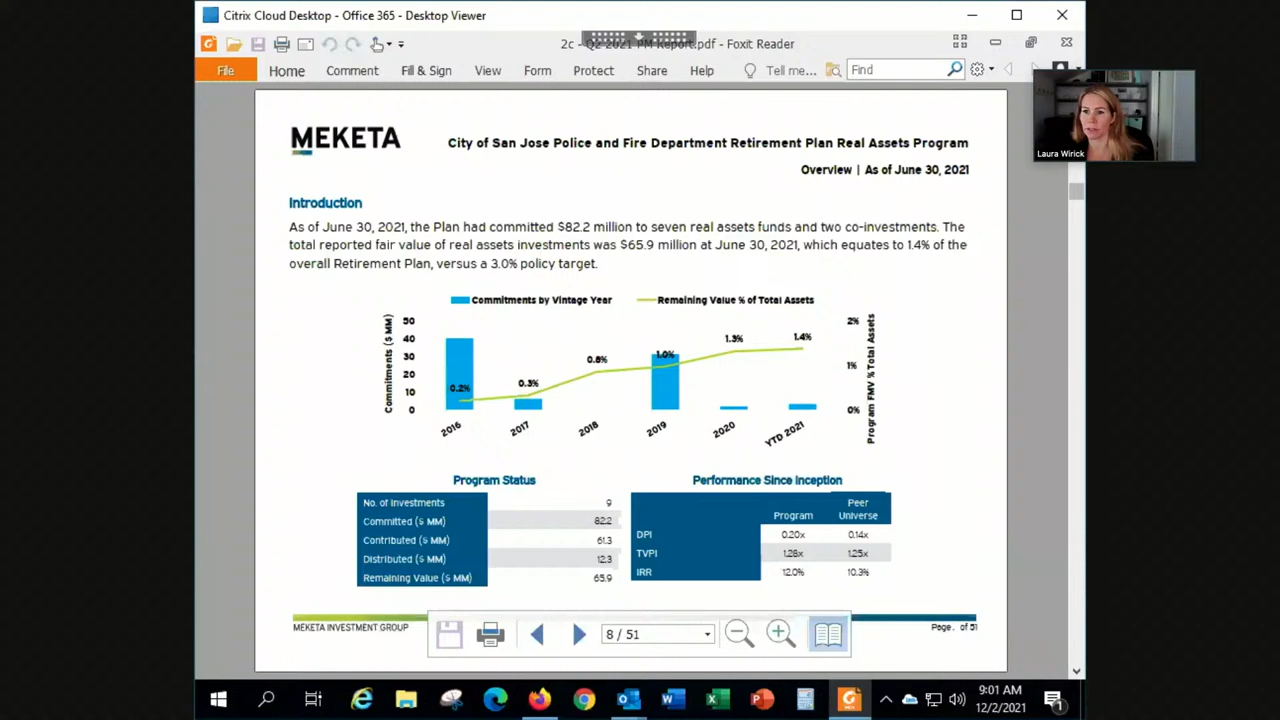 Citrix Cloud Desktop - Office 365 - Desktop Viewer
2c - Q2 2021 PM Report.pdf - Foxit Reader
File Home Comment Fill & Sign View Form Protect Share Help Tell me... Find
Laura Wirick
MEKETA
City of San Jose Police and Fire Department Retirement Plan Real Assets Program
Overview | As of June 30, 2021
Introduction
As of June 30, 2021, the Plan had committed $82.2 million to seven real assets funds and two co-investments. The
total reported fair value of real assets investments was $65.9 million at June 30, 2021, which equates to 1.4% of the
overall Retirement Plan, versus a 3.0% policy target.
Commitments by Vintage Year Remaining Value % of Total Assets
Commitments ($ MM)
50
40
30
20
10
0
0.2%
0.3%
0.8%
1.0%
1.3%
1.4%
2%
1%
0%
Program FMV % Total Assets
2016 2017 2018 2019 2020 YTD 2021
Program Status
No. of Investments 9
Committed ($ MM) 82.2
Contributed ($ MM) 61.3
Distributed ($ MM) 12.3
Remaining Value ($ MM) 65.9
Performance Since Inception
Program Peer Universe
DPI 0.20x 0.14x
TVPI 1.28x 1.25x
IRR 12.0% 10.3%
MEKETA INVESTMENT GROUP
Page. of 51
8 / 51
9:01 AM
12/2/2021
1